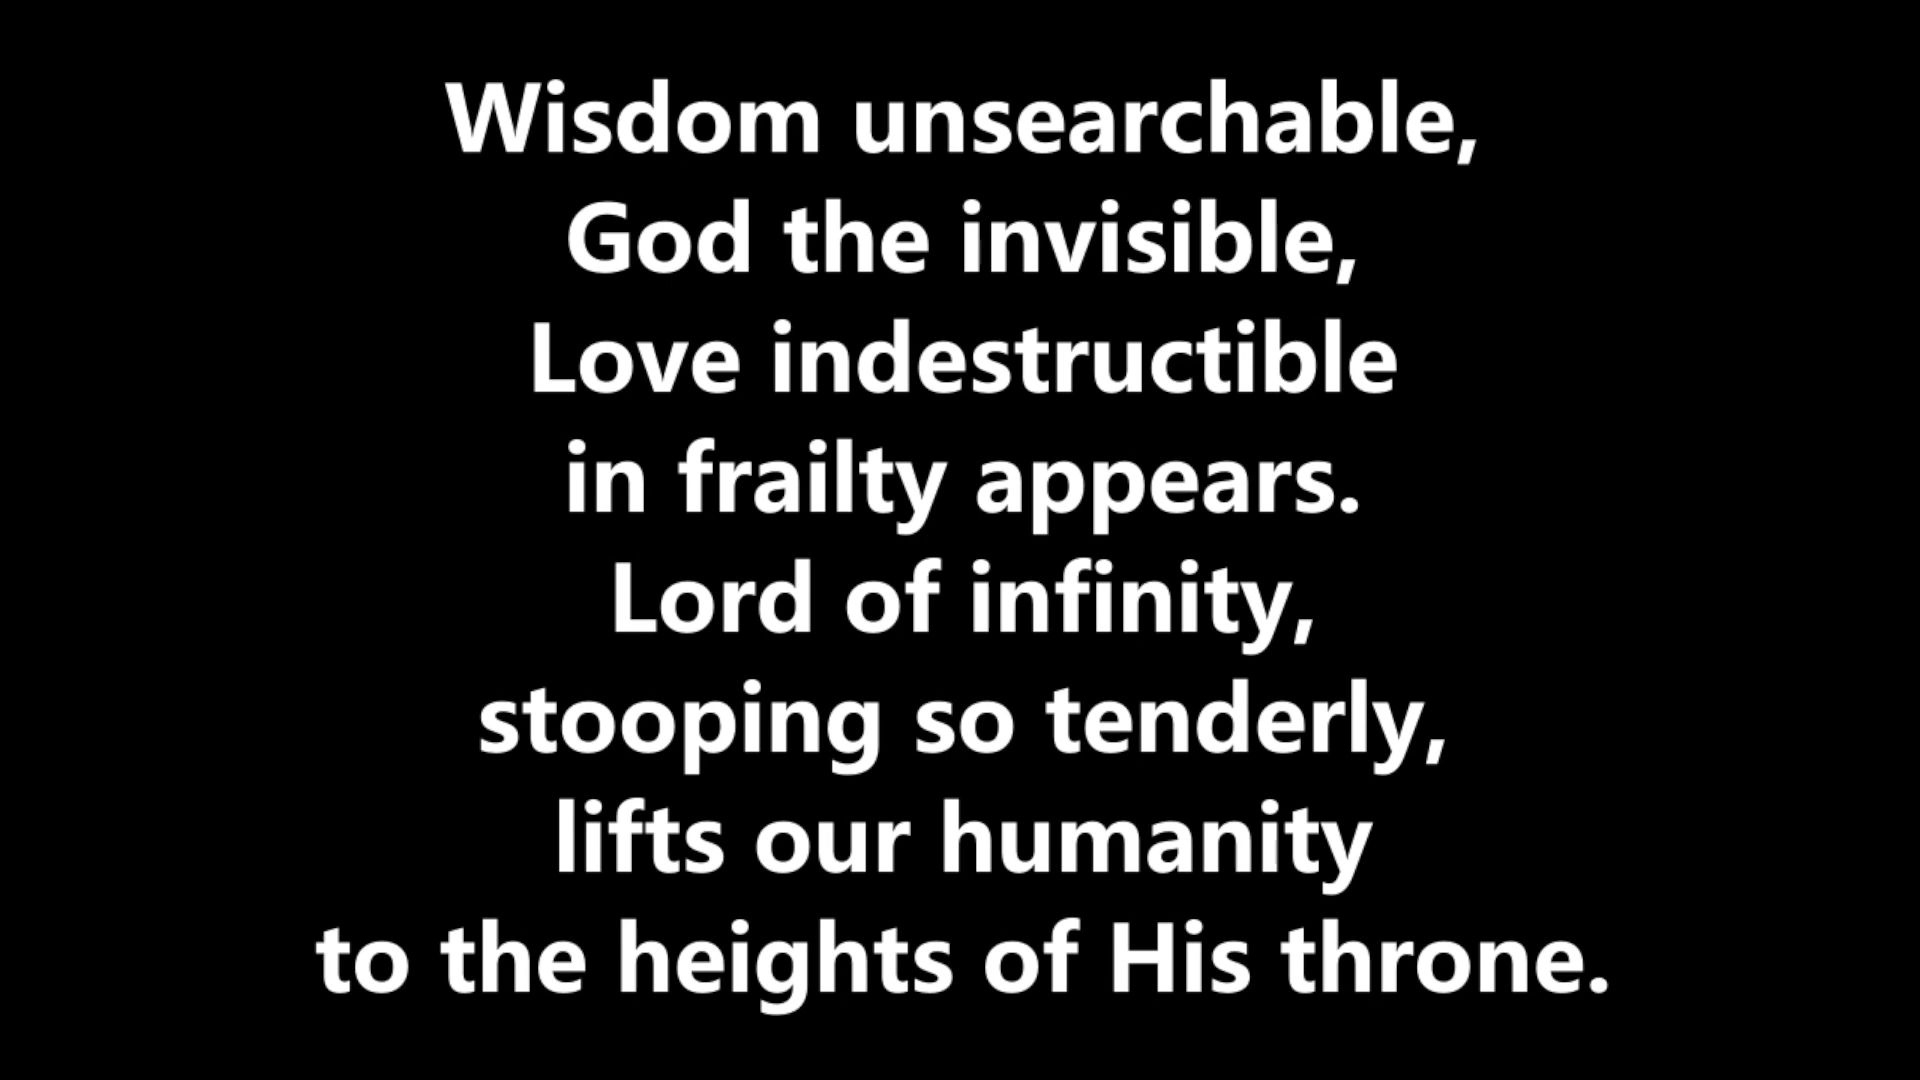 Wisdom unsearchable,
God the invisible,
Love indestructible
in frailty appears.
Lord of infinity,
stooping so tenderly,
lifts our humanity
to the heights of His throne.